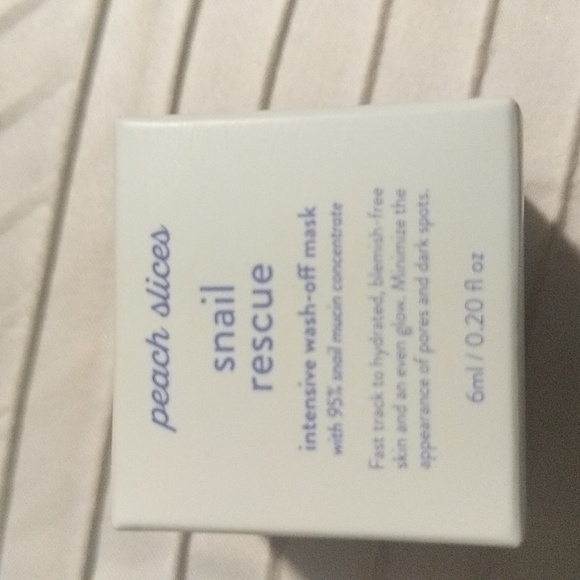 peach slices
snail
rescue
intensive wash-off mask
with 95% snail mucin concentrate
Fast track to hydrated, blemish-free
skin and an even glow. Minimize the
appearance of pores and dark spots.
6ml / 0.20 fl oz